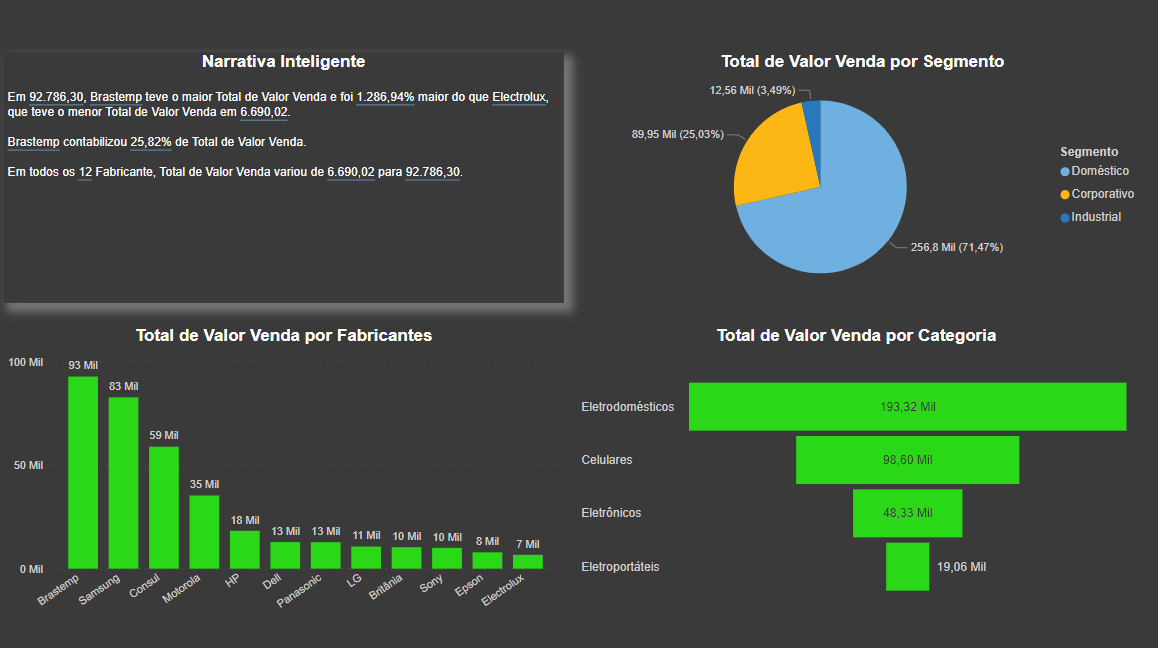 Narrativa Inteligente
Em 92.786,30, Brastemp teve o maior Total de Valor Venda e foi 1.286,94% maior do que Electrolux,
que teve o menor Total de Valor Venda em 6.690,02.
Brastemp contabilizou 25,82% de Total de Valor Venda.
Em todos os 12 Fabricante, Total de Valor Venda variou de 6.690,02 para 92.786,30.
Total de Valor Venda por Segmento
12,56 Mil (3,49%)
89,95 Mil (25,03%)
256,8 Mil (71,47%)
Segmento
Doméstico
Corporativo
Industrial
Total de Valor Venda por Fabricantes
100 Mil
50 Mil
0 Mil
93 Mil
83 Mil
59 Mil
35 Mil
18 Mil
13 Mil
13 Mil
11 Mil
10 Mil
10 Mil
8 Mil
7 Mil
Brastemp
Samsung
Consul
Motorola
HP
Dell
Panasonic
LG
Britânia
Sony
Epson
Electrolux
Total de Valor Venda por Categoria
Eletrodomésticos
193,32 Mil
Celulares
98,60 Mil
Eletrônicos
48,33 Mil
Eletroportáteis
19,06 Mil